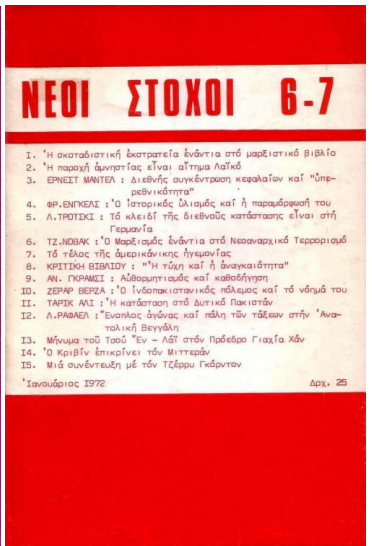 ΝΕΟΙ ΣΤΟΧΟΙ 6-7
1. Ἡ σκοταδιστική ἐκστρατεία ἐνάντια στό μαρξιστικό βιβλίο
2. Ἡ παροχή ἀμνηστίας εἶναι αἴτημα Λαϊκό
3. ΕΡΝΕΣΤ ΜΑΝΤΕΛ : Διεθνής συγκέντρωση κεφαλαίων καί "ὑπε-
ρεθνικότητα"
4. ΦΡ.ΕΝΓΚΕΛΣ : Ὁ ἱστορικός ὑλισμός καί ἡ παραμόρφωσή του
5. Λ.ΤΡΟΤΣΚΙ : Τό κλειδί τῆς διεθνοῦς κατάστασης εἶναι στή
Γερμανία
6. ΤΖ.ΝΟΒΑΚ : Ὁ Μαρξισμός ἐνάντια στό Νεοαναρχικό Τερρορισμό
7. Τό τέλος τῆς ἀμερικάνικης ἡγεμονίας
8. ΚΡΙΤΙΚΗ ΒΙΒΛΙΟΥ : "Ἡ τύχη καί ἡ ἀναγκαιότητα"
9. ΑΝ. ΓΚΡΑΜΣΙ : Αὐθορμητισμός καί καθοδήγηση
10. ΖΕΡΑΡ ΒΕΡΖΑ : Ὁ ἰνδοπακιστανικός πόλεμος καί τό νόημά του
11. ΤΑΡΙΚ ΑΛΙ : Ἡ κατάσταση στό Δυτικό Πακιστάν
12. Λ.ΡΑΦΑΕΛ : Ἔνοπλος ἀγώνας καί πάλη τῶν τάξεων στήν Ἀνα-
τολική Βεγγάλη
13. Μήνυμα τοῦ Τσού Ἐν - Λάϊ στόν Πρόεδρο Γιαχία Χάν
14. Ὁ Κριβίν ἐπικρίνει τόν Μιττεράν
15. Μιά συνέντευξη μέ τόν Τζέρρυ Γκόρντον
Ἰανουάριος 1972 Δρχ. 25